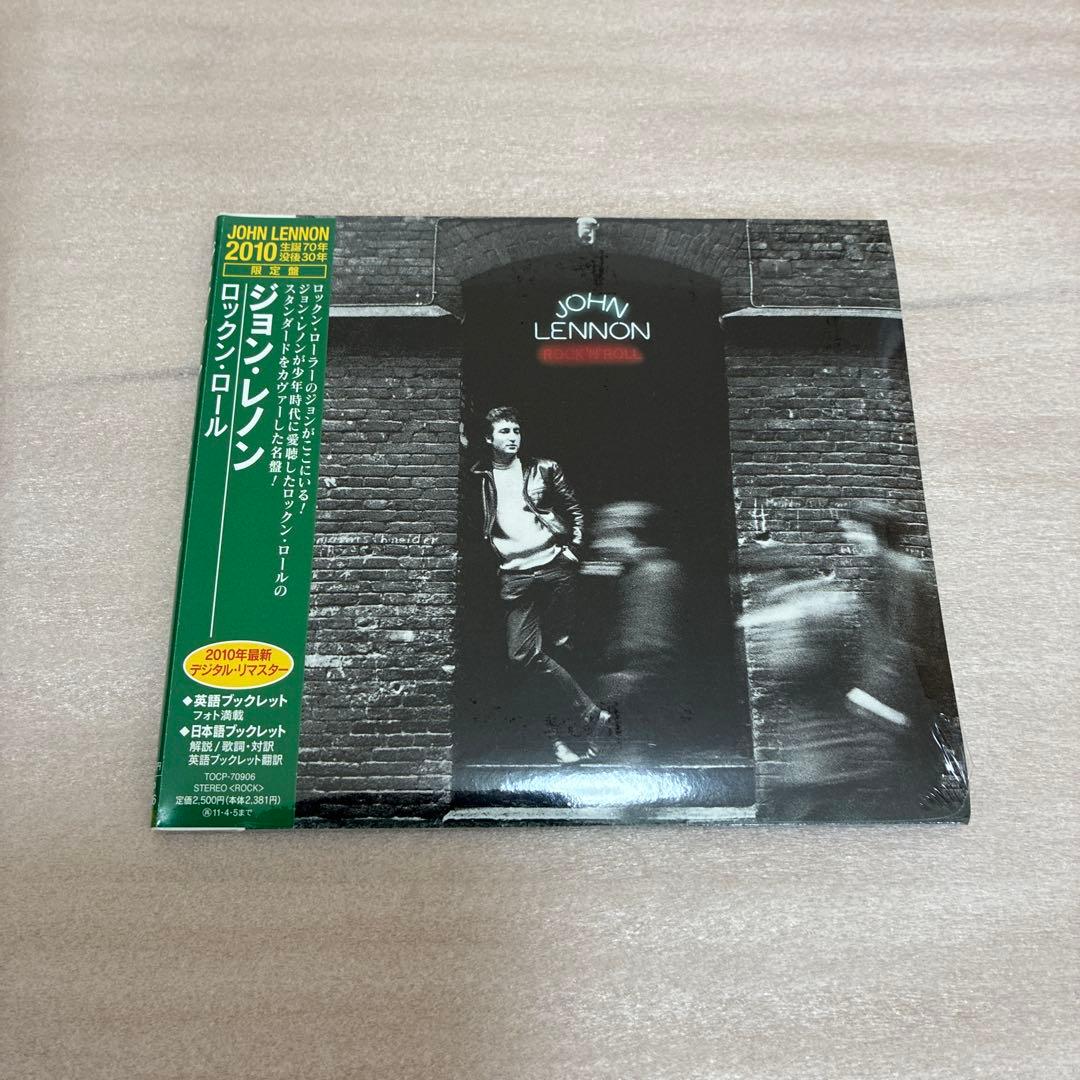 JOHN LENNON
2010 生誕70年
没後30年
限定盤
ロックン・ローラーのジョンがここにいる！
ジョン・レノンが少年時代に愛聴したロックン・ロールの
スタンダードをカヴァーした名盤！
ジョン・レノン
ロックン・ロール
2010年最新
デジタル・リマスター
◆英語ブックレット
フォト満載
◆日本語ブックレット
解説/歌詞・対訳
英語ブックレット翻訳
TOCP-70906
STEREO <ROCK>
定価2,500円(本体2,381円)
11・4・5まで
JOHN
LENNON
ROCK 'N' ROLL